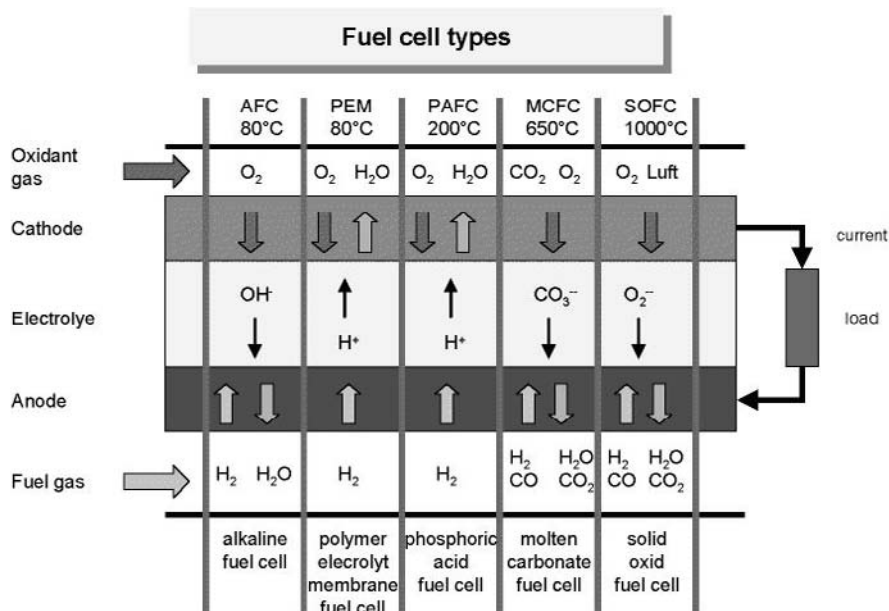 Fuel cell types
AFC PEM PAFC MCFC SOFC
80°C 80°C 200°C 650°C 1000°C
Oxidant
gas
O₂ O₂ H₂O O₂ H₂O CO₂ O₂ O₂ Luft
Cathode
current
OH⁻ CO₃⁻⁻ O₂⁻⁻
Electrolye
load
H⁺ H⁺
Anode
H₂ H₂O H₂ H₂O
Fuel gas
H₂ H₂O H₂ H₂ CO CO₂ CO CO₂
alkaline polymer phosphoric molten solid
fuel cell elecrolyt acid carbonate oxid
membrane fuel cell fuel cell fuel cell
fuel cell